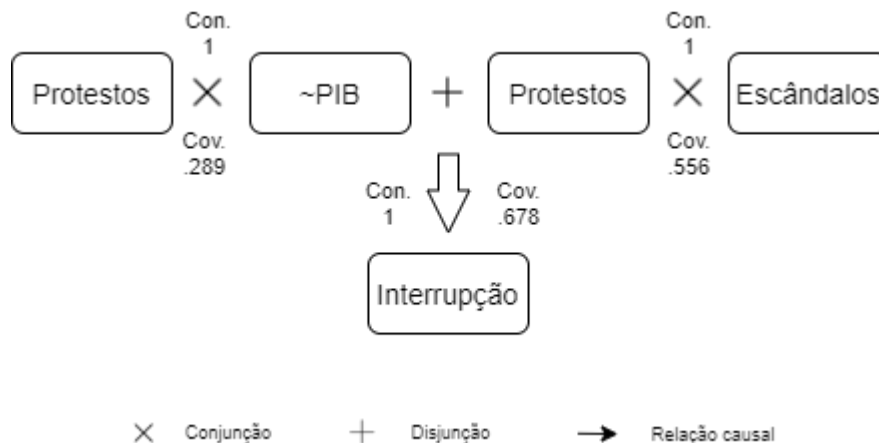 Con.
1
Con.
1
Protestos × ~PIB + Protestos × Escândalos
Cov.
.289
Cov.
.556
Con.
1
Cov.
.678
Interrupção
× Conjunção + Disjunção Relação causal